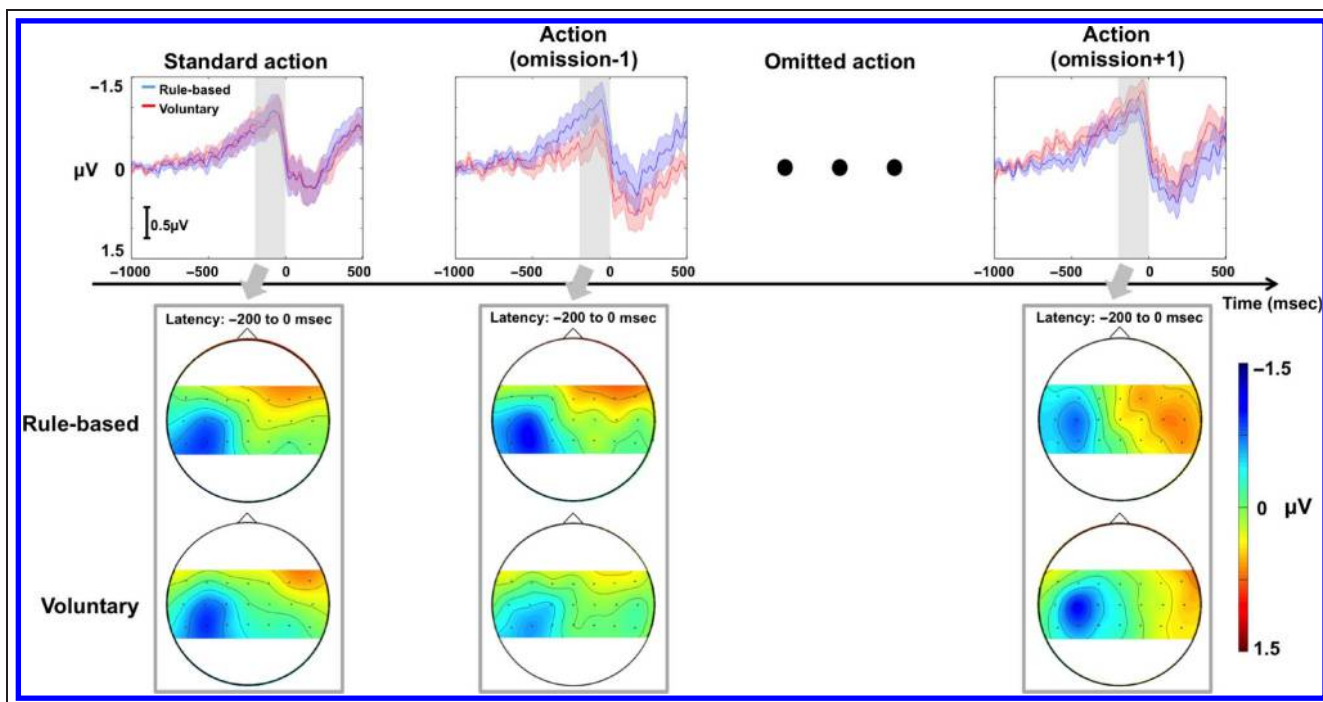 Standard action
Action
(omission-1)
Omitted action
Action
(omission+1)
−1.5
Rule-based
Voluntary
μV
0
0.5μV
1.5
−1000
−500
0
500
−1000
−500
0
500
−1000
−500
0
500
Time (msec)
Latency: −200 to 0 msec
Latency: −200 to 0 msec
Latency: −200 to 0 msec
−1.5
Rule-based
0
μV
Voluntary
1.5